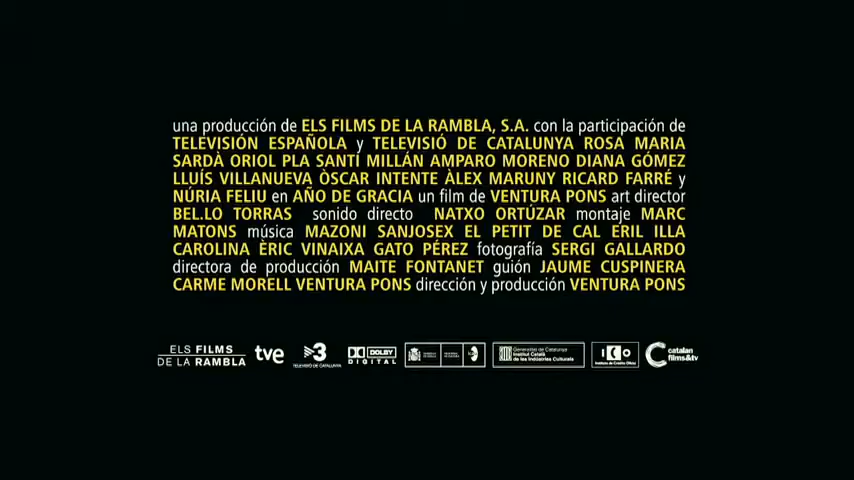 una producción de ELS FILMS DE LA RAMBLA, S.A. con la participación de
TELEVISIÓN ESPAÑOLA y TELEVISIÓ DE CATALUNYA ROSA MARIA
SARDÀ ORIOL PLA SANTI MILLÁN AMPARO MORENO DIANA GÓMEZ
LLUÍS VILLANUEVA ÒSCAR INTENTE ÀLEX MARUNY RICARD FARRÉ y
NÚRIA FELIU en AÑO DE GRACIA un film de VENTURA PONS art director
BEL.LO TORRAS sonido directo NATXO ORTÚZAR montaje MARC
MATONS música MAZONI SANJOSEX EL PETIT DE CAL ERIL ILLA
CAROLINA ÈRIC VINAIXA GATO PÉREZ fotografía SERGI GALLARDO
directora de producción MAITE FONTANET guión JAUME CUSPINERA
CARME MORELL VENTURA PONS dirección y producción VENTURA PONS
ELS FILMS DE LA RAMBLA
tve
3 TELEVISIÓ DE CATALUNYA
DOLBY DIGITAL
Generalitat de Catalunya
Institut Català
de les Indústries Culturals
ICO
Instituto de Crédito Oficial
catalan
films&tv